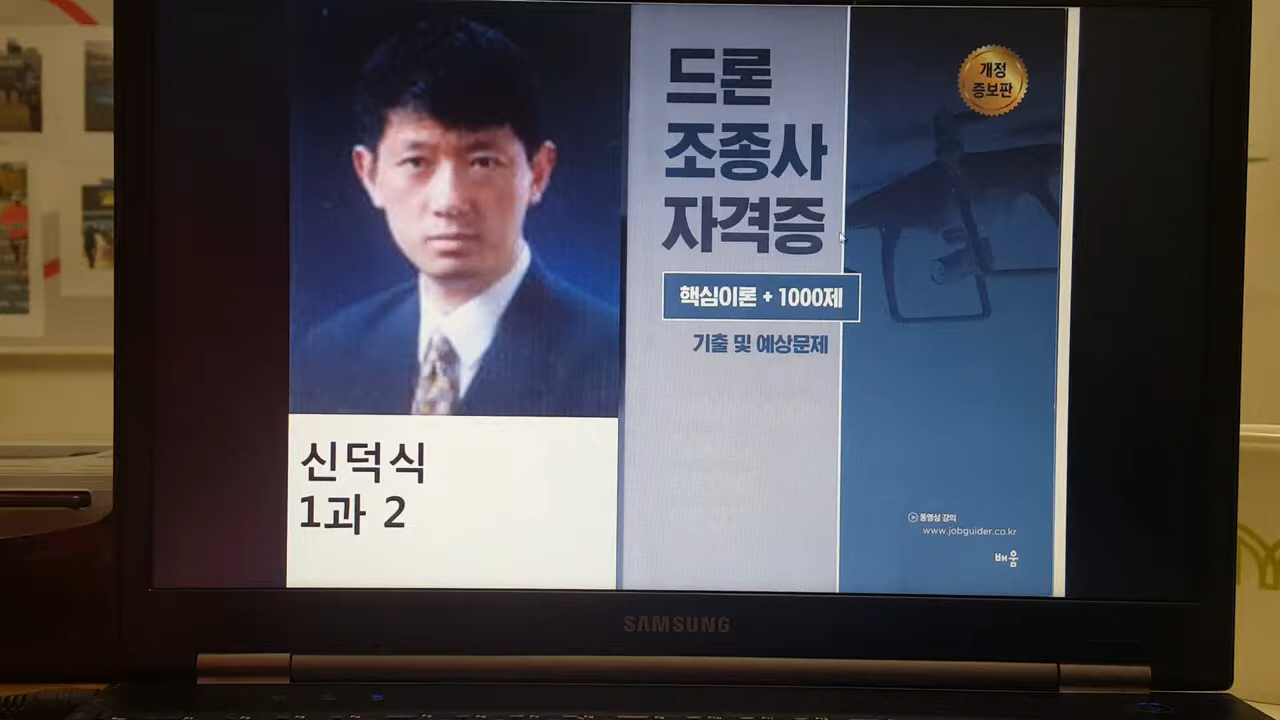 신덕식
1과 2
드론
조종사
자격증
핵심이론 + 1000제
기출 및 예상문제
개정
증보판
동영상 강의
www.jobguider.co.kr
배움
SAMSUNG